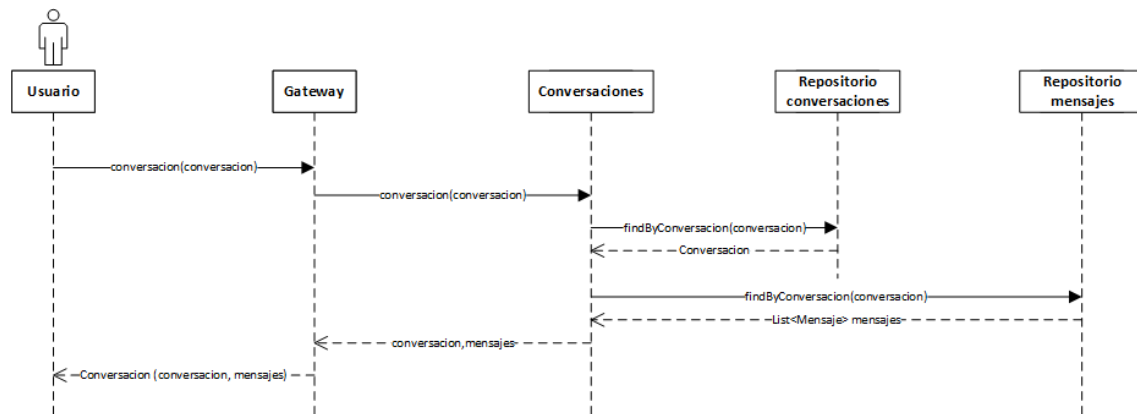 Usuario
Gateway
Conversaciones
Repositorio
conversaciones
Repositorio
mensajes
conversacion(conversacion)
conversacion(conversacion)
findByConversacion(conversacion)
Conversacion
findByConversacion(conversacion)
List<Mensaje> mensajes
conversacion,mensajes
Conversacion (conversacion, mensajes)